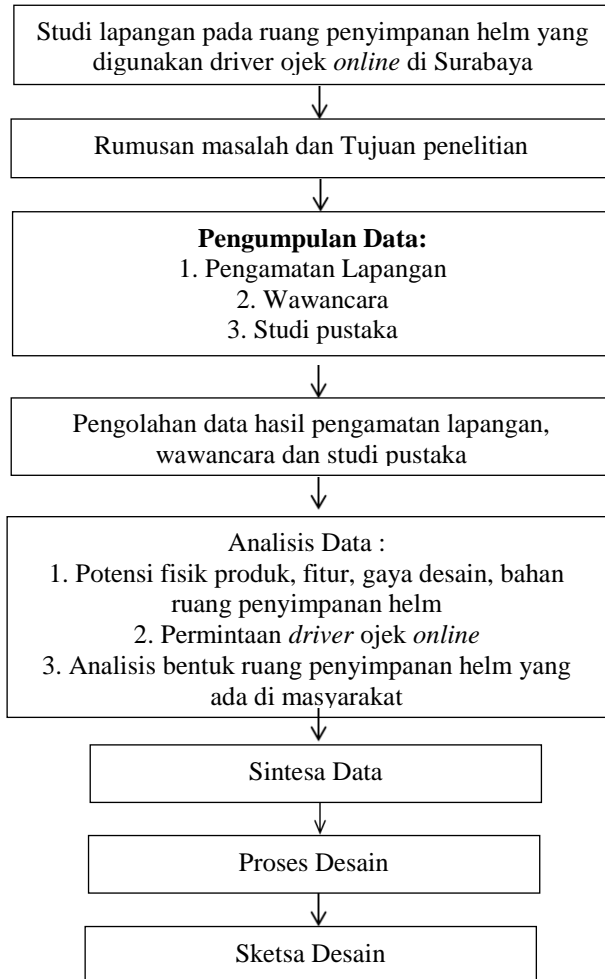 Studi lapangan pada ruang penyimpanan helm yang
digunakan driver ojek online di Surabaya
Rumusan masalah dan Tujuan penelitian
Pengumpulan Data:
1. Pengamatan Lapangan
2. Wawancara
3. Studi pustaka
Pengolahan data hasil pengamatan lapangan,
wawancara dan studi pustaka
Analisis Data :
1. Potensi fisik produk, fitur, gaya desain, bahan
ruang penyimpanan helm
2. Permintaan driver ojek online
3. Analisis bentuk ruang penyimpanan helm yang
ada di masyarakat
Sintesa Data
Proses Desain
Sketsa Desain